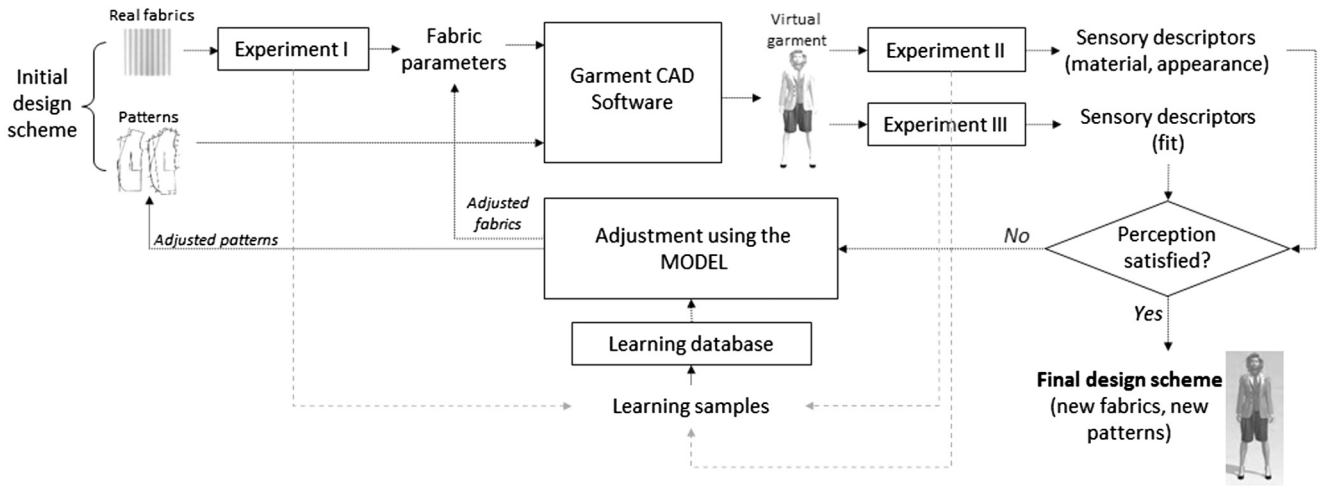 Real fabrics
Initial
design
scheme
Patterns
Experiment I
Fabric
parameters
Garment CAD
Software
Virtual
garment
Experiment II
Sensory descriptors
(material, appearance)
Experiment III
Sensory descriptors
(fit)
Adjusted
fabrics
Adjusted patterns
Adjustment using the
MODEL
No
Perception
satisfied?
Yes
Learning database
Learning samples
Final design scheme
(new fabrics, new
patterns)